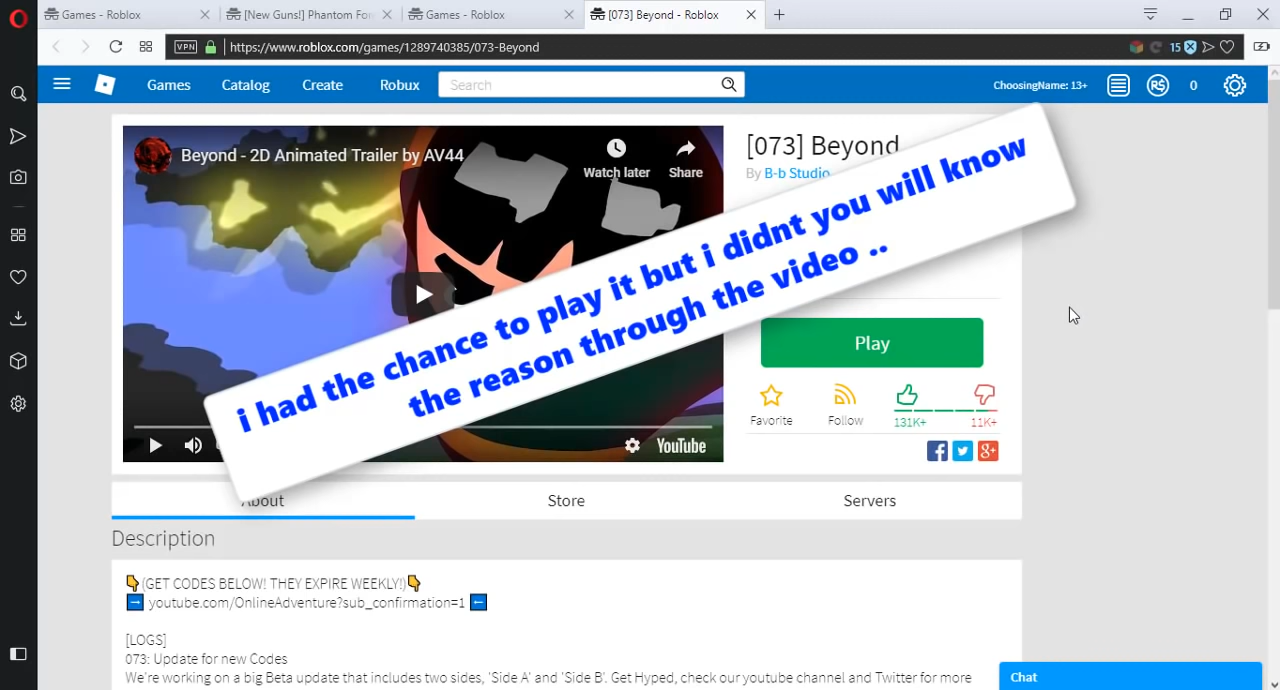 Games - Roblox
[New Guns!] Phantom For
Games - Roblox
[073] Beyond - Roblox
VPN
https://www.roblox.com/games/1289740385/073-Beyond
15
Games
Catalog
Create
Robux
Search
ChoosingName: 13+
R$
0
Beyond - 2D Animated Trailer by AV44
Watch later
Share
[073] Beyond
By B-b Studio
i had the chance to play it but i didnt you will know
the reason through the video ..
Play
Favorite
Follow
131K+
11K+
YouTube
About
Store
Servers
Description
(GET CODES BELOW! THEY EXPIRE WEEKLY!)
youtube.com/OnlineAdventure?sub_confirmation=1
[LOGS]
073: Update for new Codes
We're working on a big Beta update that includes two sides, 'Side A' and 'Side B'. Get Hyped, check our youtube channel and Twitter for more
Chat